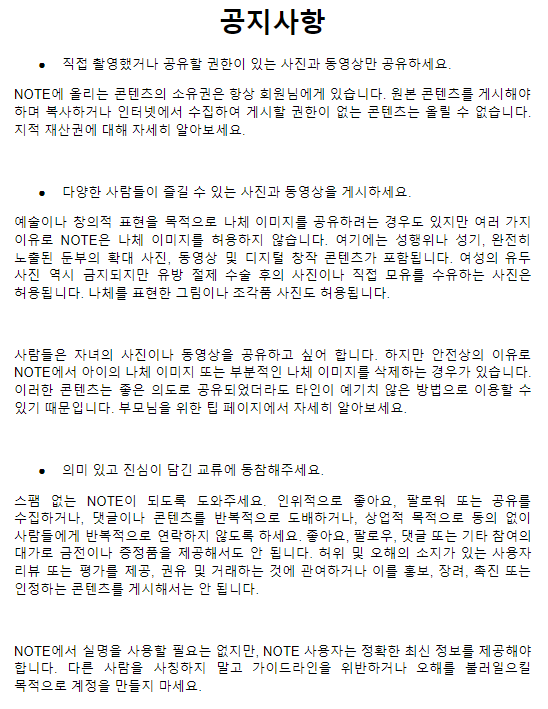 공지사항
● 직접 촬영했거나 공유할 권한이 있는 사진과 동영상만 공유하세요.
NOTE에 올리는 콘텐츠의 소유권은 항상 회원님에게 있습니다. 원본 콘텐츠를 게시해야
하며 복사하거나 인터넷에서 수집하여 게시할 권한이 없는 콘텐츠는 올릴 수 없습니다.
지적 재산권에 대해 자세히 알아보세요.
● 다양한 사람들이 즐길 수 있는 사진과 동영상을 게시하세요.
예술이나 창의적 표현을 목적으로 나체 이미지를 공유하려는 경우도 있지만 여러 가지
이유로 NOTE은 나체 이미지를 허용하지 않습니다. 여기에는 성행위나 성기, 완전히
노출된 둔부의 확대 사진, 동영상 및 디지털 창작 콘텐츠가 포함됩니다. 여성의 유두
사진 역시 금지되지만 유방 절제 수술 후의 사진이나 직접 모유를 수유하는 사진은
허용됩니다. 나체를 표현한 그림이나 조각품 사진도 허용됩니다.
사람들은 자녀의 사진이나 동영상을 공유하고 싶어 합니다. 하지만 안전상의 이유로
NOTE에서 아이의 나체 이미지 또는 부분적인 나체 이미지를 삭제하는 경우가 있습니다.
이러한 콘텐츠는 좋은 의도로 공유되었더라도 타인이 예기치 않은 방법으로 이용할 수
있기 때문입니다. 부모님을 위한 팁 페이지에서 자세히 알아보세요.
● 의미 있고 진심이 담긴 교류에 동참해주세요.
스팸 없는 NOTE이 되도록 도와주세요. 인위적으로 좋아요, 팔로워 또는 공유를
수집하거나, 댓글이나 콘텐츠를 반복적으로 도배하거나, 상업적 목적으로 동의 없이
사람들에게 반복적으로 연락하지 않도록 하세요. 좋아요, 팔로우, 댓글 또는 기타 참여의
대가로 금전이나 증정품을 제공해서도 안 됩니다. 허위 및 오해의 소지가 있는 사용자
리뷰 또는 평가를 제공, 권유 및 거래하는 것에 관여하거나 이를 홍보, 장려, 촉진 또는
인정하는 콘텐츠를 게시해서는 안 됩니다.
NOTE에서 실명을 사용할 필요는 없지만, NOTE 사용자는 정확한 최신 정보를 제공해야
합니다. 다른 사람을 사칭하지 말고 가이드라인을 위반하거나 오해를 불러일으킬
목적으로 계정을 만들지 마세요.